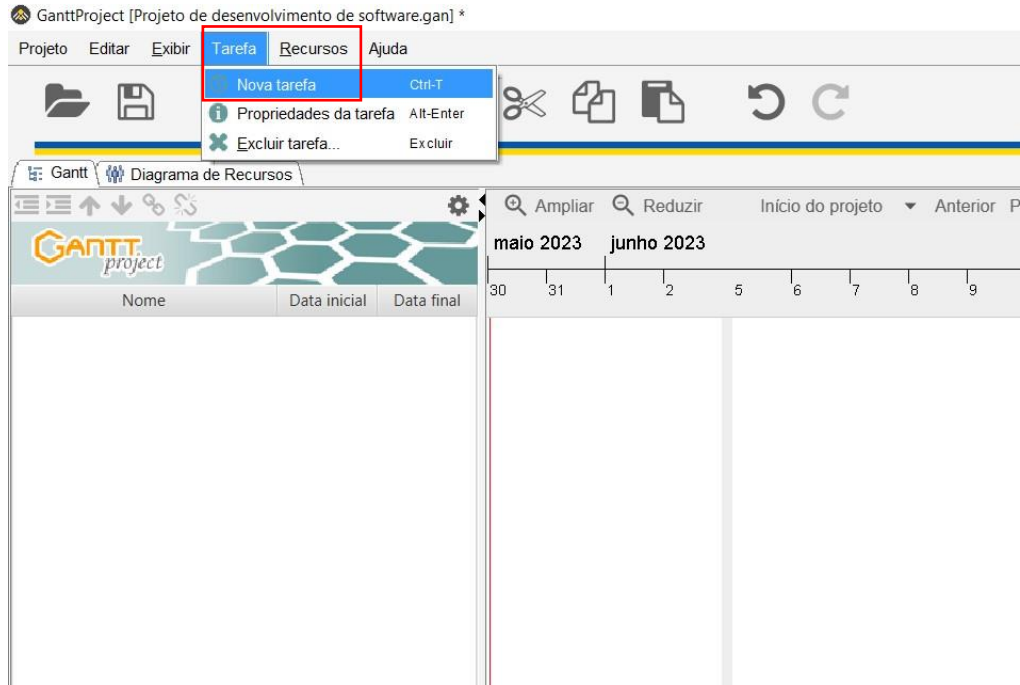 GanttProject [Projeto de desenvolvimento de software.gan] *
Projeto Editar Exibir Tarefa Recursos Ajuda
Nova tarefa Ctrl-T
Propriedades da tarefa Alt-Enter
Excluir tarefa... Excluir
Gantt Diagrama de Recursos
Ampliar Reduzir Início do projeto Anterior P
GANTT project
maio 2023 junho 2023
Nome Data inicial Data final
30 31 1 2 5 6 7 8 9